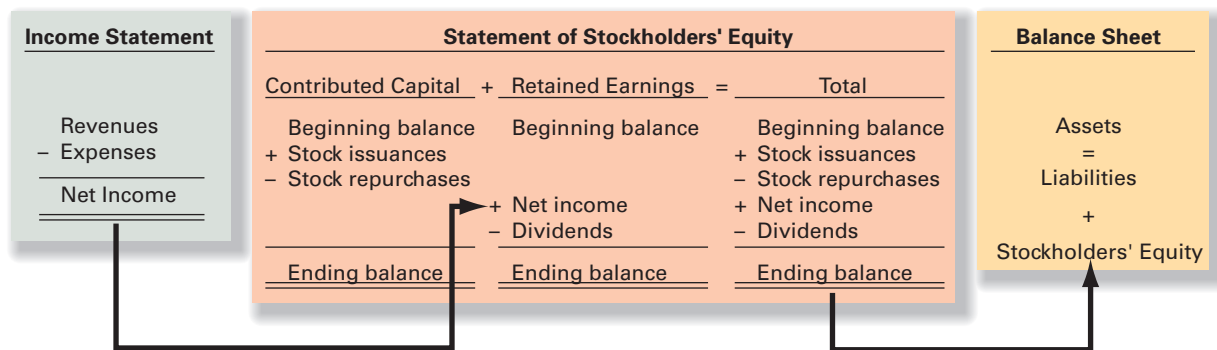 Income Statement
Revenues
– Expenses
Net Income
Statement of Stockholders' Equity
Contributed Capital + Retained Earnings = Total
Beginning balance Beginning balance Beginning balance
+ Stock issuances + Stock issuances
– Stock repurchases – Stock repurchases
+ Net income + Net income
– Dividends – Dividends
Ending balance Ending balance Ending balance
Balance Sheet
Assets
=
Liabilities
+
Stockholders' Equity